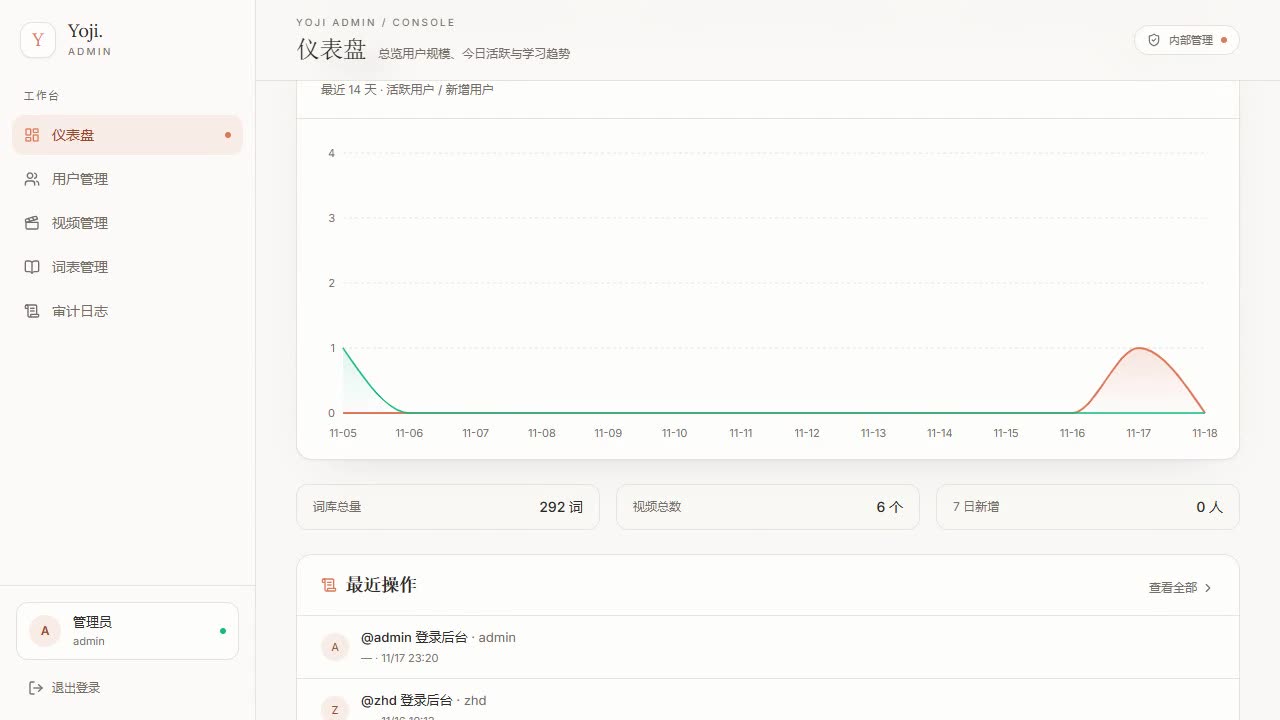 Y
Yoji.
ADMIN
工作台
仪表盘
用户管理
视频管理
词表管理
审计日志
A
管理员
admin
退出登录
YOJI ADMIN / CONSOLE
仪表盘 总览用户规模、今日活跃与学习趋势
内部管理
最近 14 天 · 活跃用户 / 新增用户
4
3
2
1
0
11-05 11-06 11-07 11-08 11-09 11-10 11-11 11-12 11-13 11-14 11-15 11-16 11-17 11-18
词库总量 292 词
视频总数 6 个
7 日新增 0 人
最近操作
查看全部
A
@admin 登录后台 · admin
— · 11/17 23:20
Z
@zhd 登录后台 · zhd